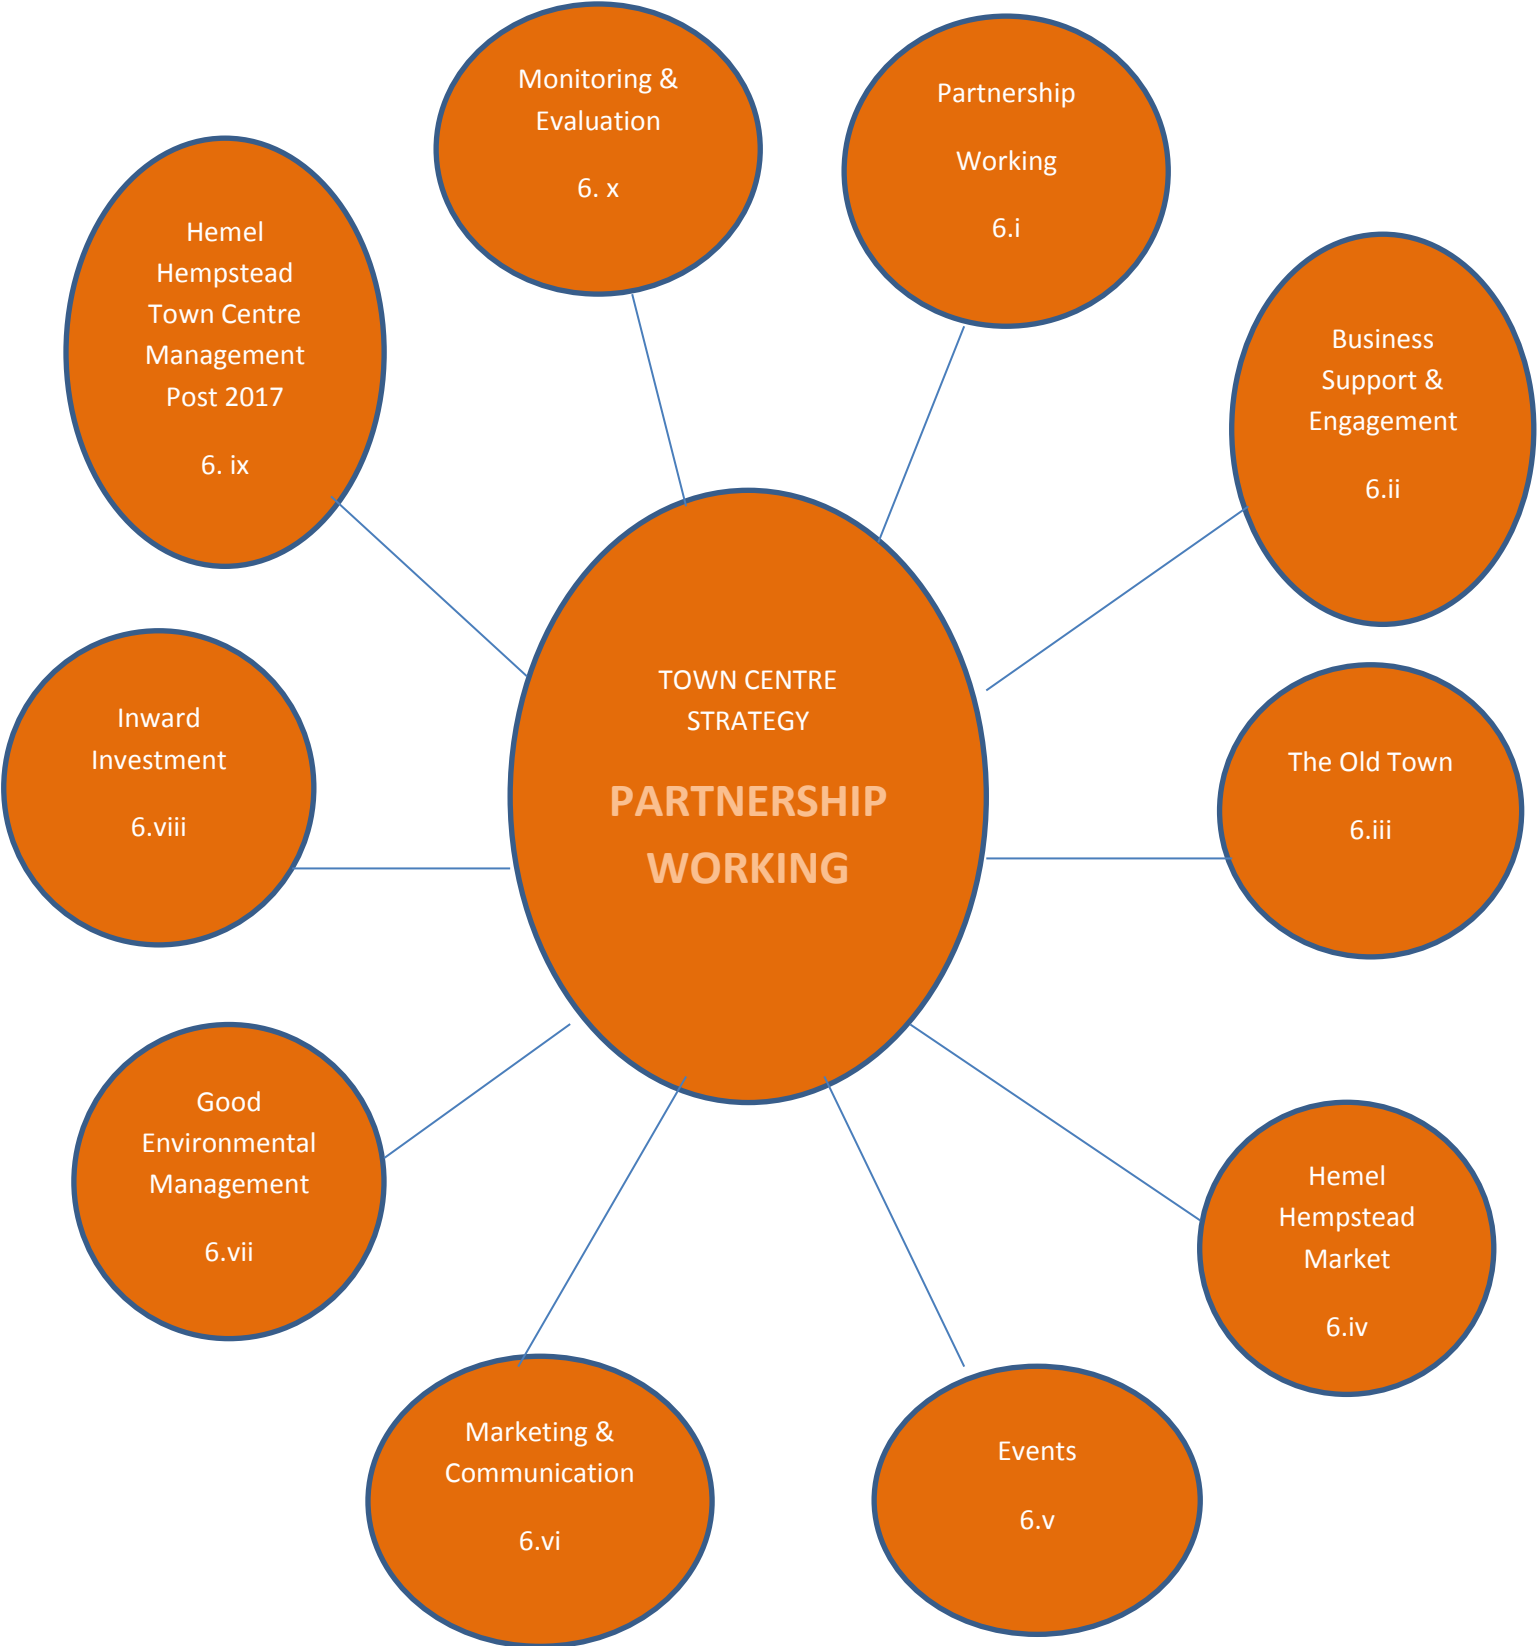 Monitoring &
Evaluation
6. x
Partnership
Working
6.i
Hemel
Hempstead
Town Centre
Management
Post 2017
6. ix
Business
Support &
Engagement
6.ii
TOWN CENTRE
STRATEGY
PARTNERSHIP
WORKING
Inward
Investment
6.viii
The Old Town
6.iii
Good
Environmental
Management
6.vii
Hemel
Hempstead
Market
6.iv
Marketing &
Communication
6.vi
Events
6.v